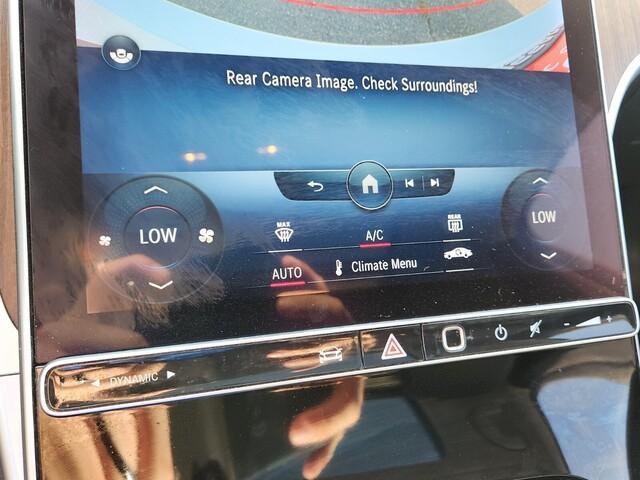 Rear Camera Image. Check Surroundings!
LOW
MAX
A/C
REAR
LOW
AUTO
Climate Menu
DYNAMIC
- +